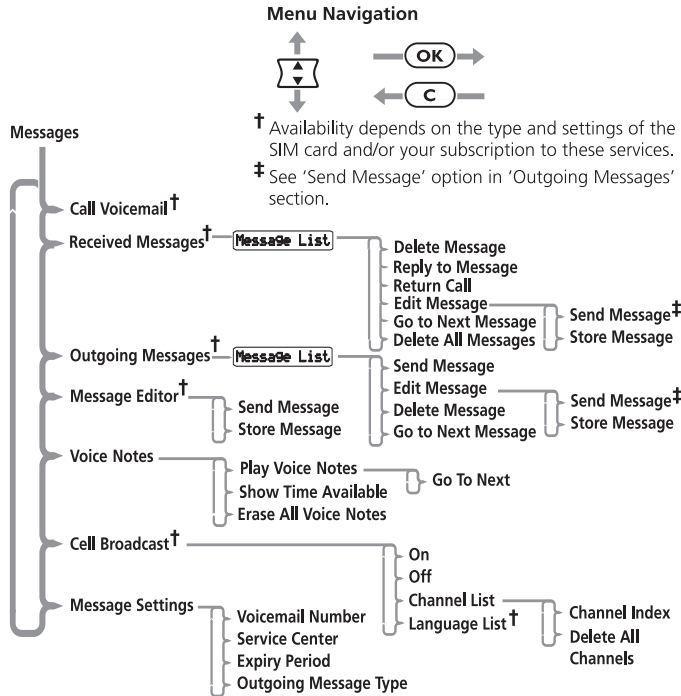 Menu Navigation
OK
C
† Availability depends on the type and settings of the
SIM card and/or your subscription to these services.
‡ See 'Send Message' option in 'Outgoing Messages'
section.
Messages
Call Voicemail†
Received Messages†
Message List
Delete Message
Reply to Message
Return Call
Edit Message
Send Message‡
Store Message
Go to Next Message
Delete All Messages
Outgoing Messages†
Message List
Send Message
Edit Message
Send Message‡
Store Message
Delete Message
Go to Next Message
Message Editor†
Send Message
Store Message
Voice Notes
Play Voice Notes
Go To Next
Show Time Available
Erase All Voice Notes
Cell Broadcast†
On
Off
Channel List
Channel Index
Delete All
Channels
Language List†
Message Settings
Voicemail Number
Service Center
Expiry Period
Outgoing Message Type